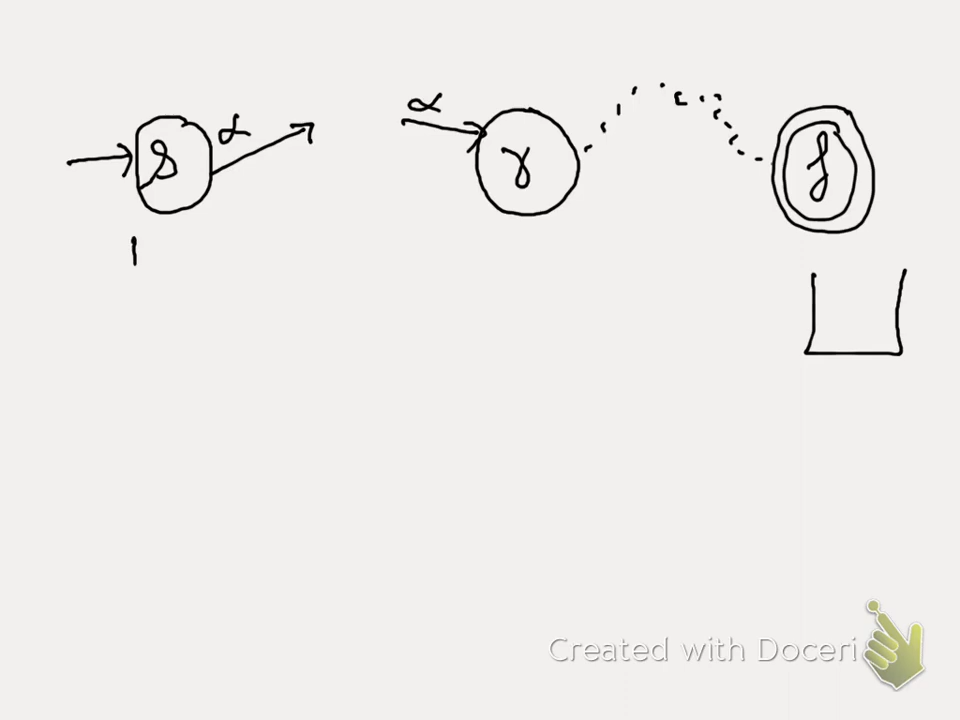 α α
s γ f
Created with Doceri